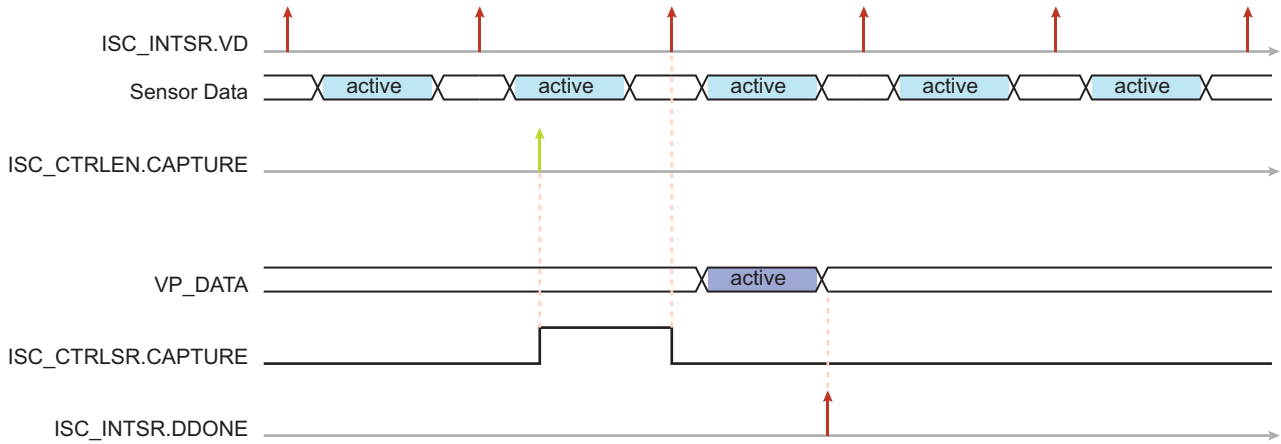 ISC_INTSR.VD
Sensor Data
active active active active active
ISC_CTRLEN.CAPTURE
VP_DATA
active
ISC_CTRLSR.CAPTURE
ISC_INTSR.DDONE